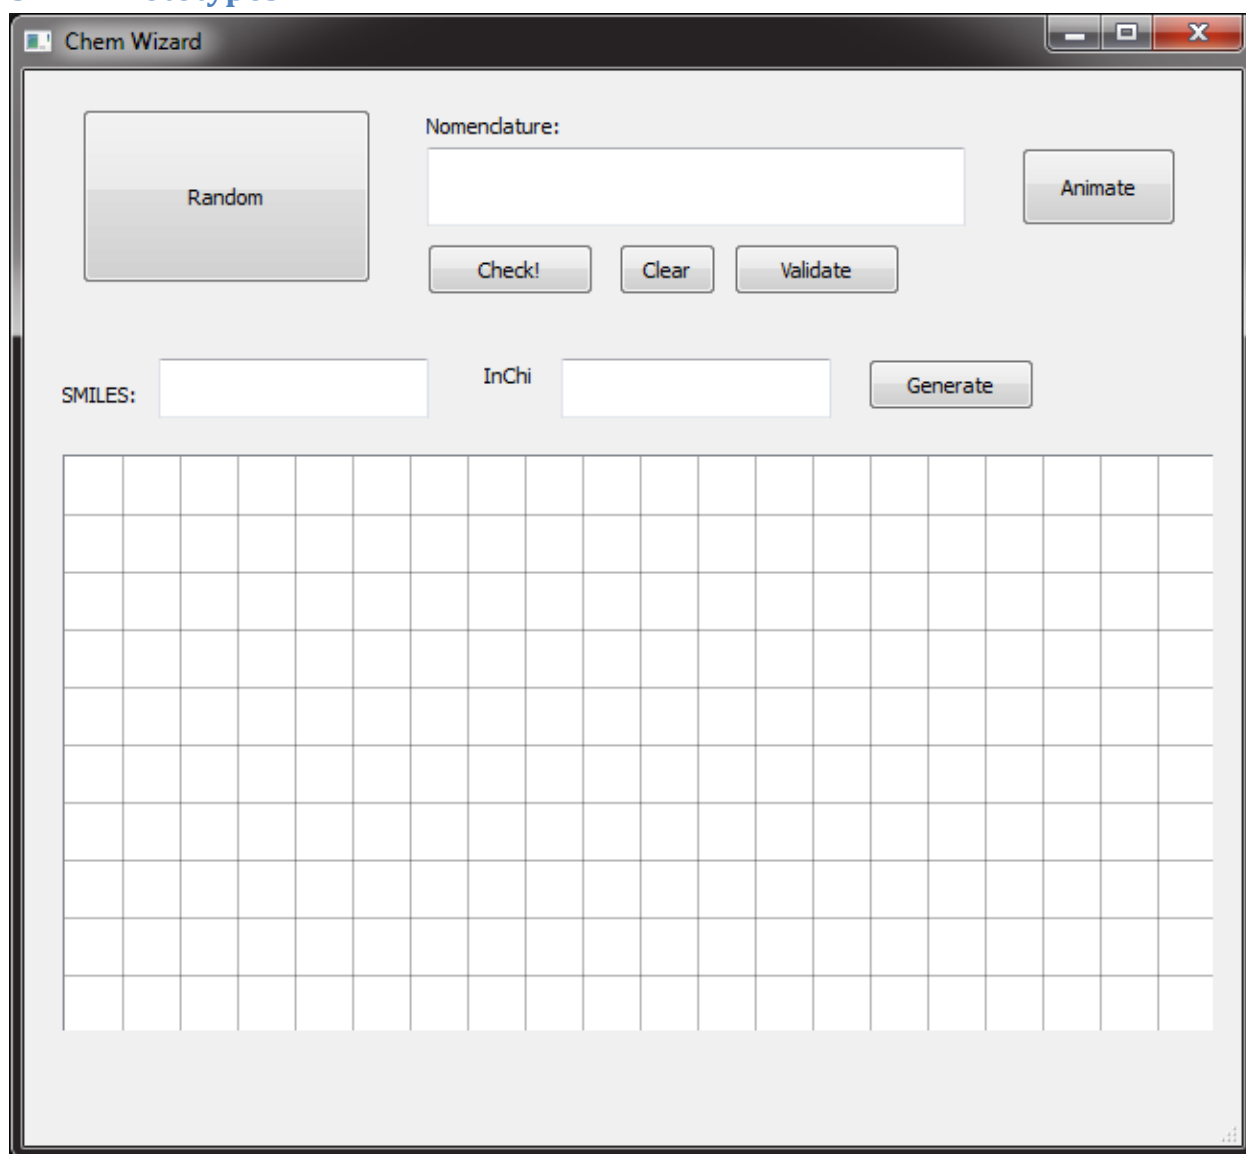 Chem Wizard
Nomenclature:
Random
Animate
Check! Clear Validate
SMILES: InChi Generate